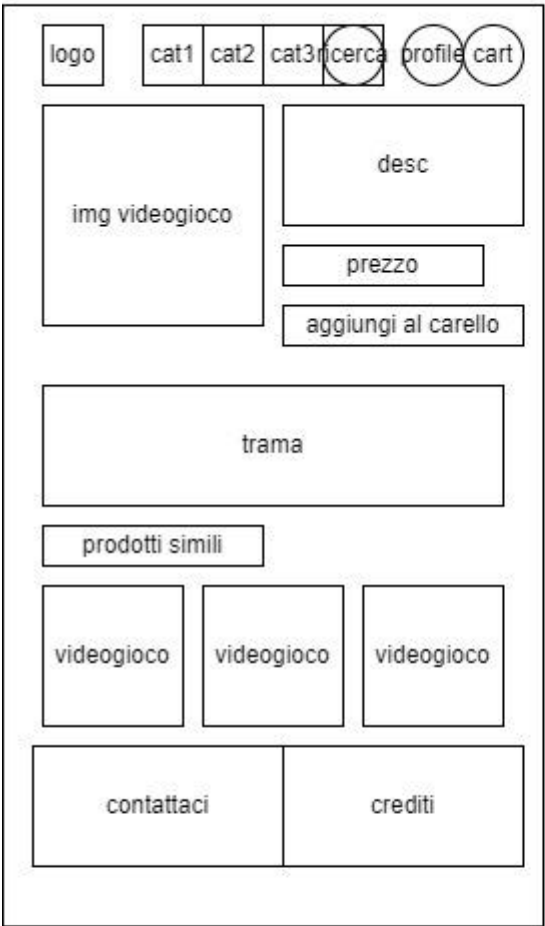 logo
cat1
cat2
cat3
ricerca
profile
cart
img videogioco
desc
prezzo
aggiungi al carello
trama
prodotti simili
videogioco
videogioco
videogioco
contattaci
crediti